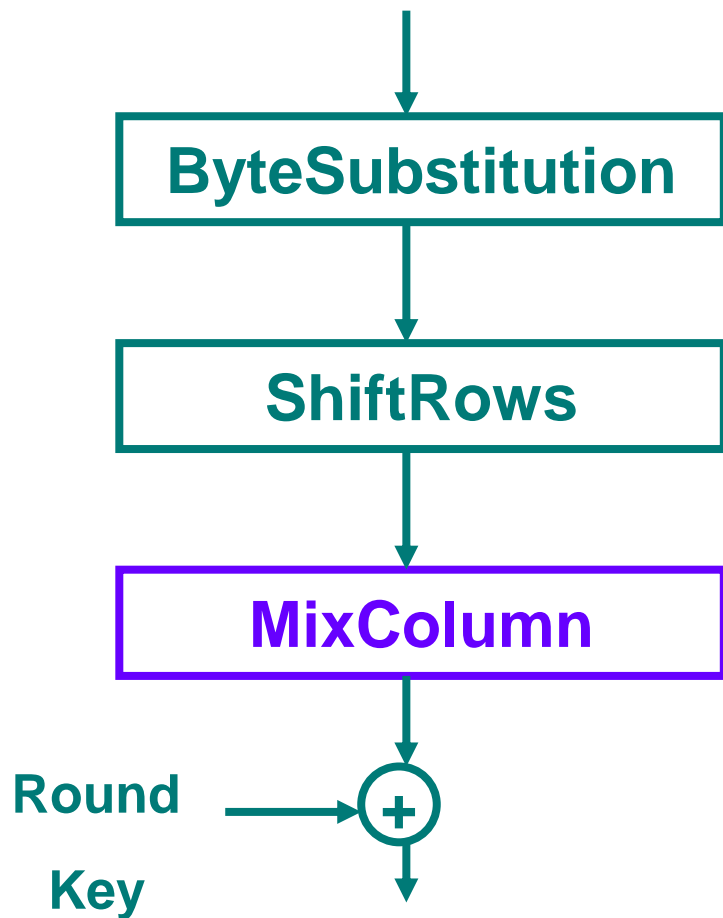 ByteSubstitution
ShiftRows
MixColumn
Round
+
Key